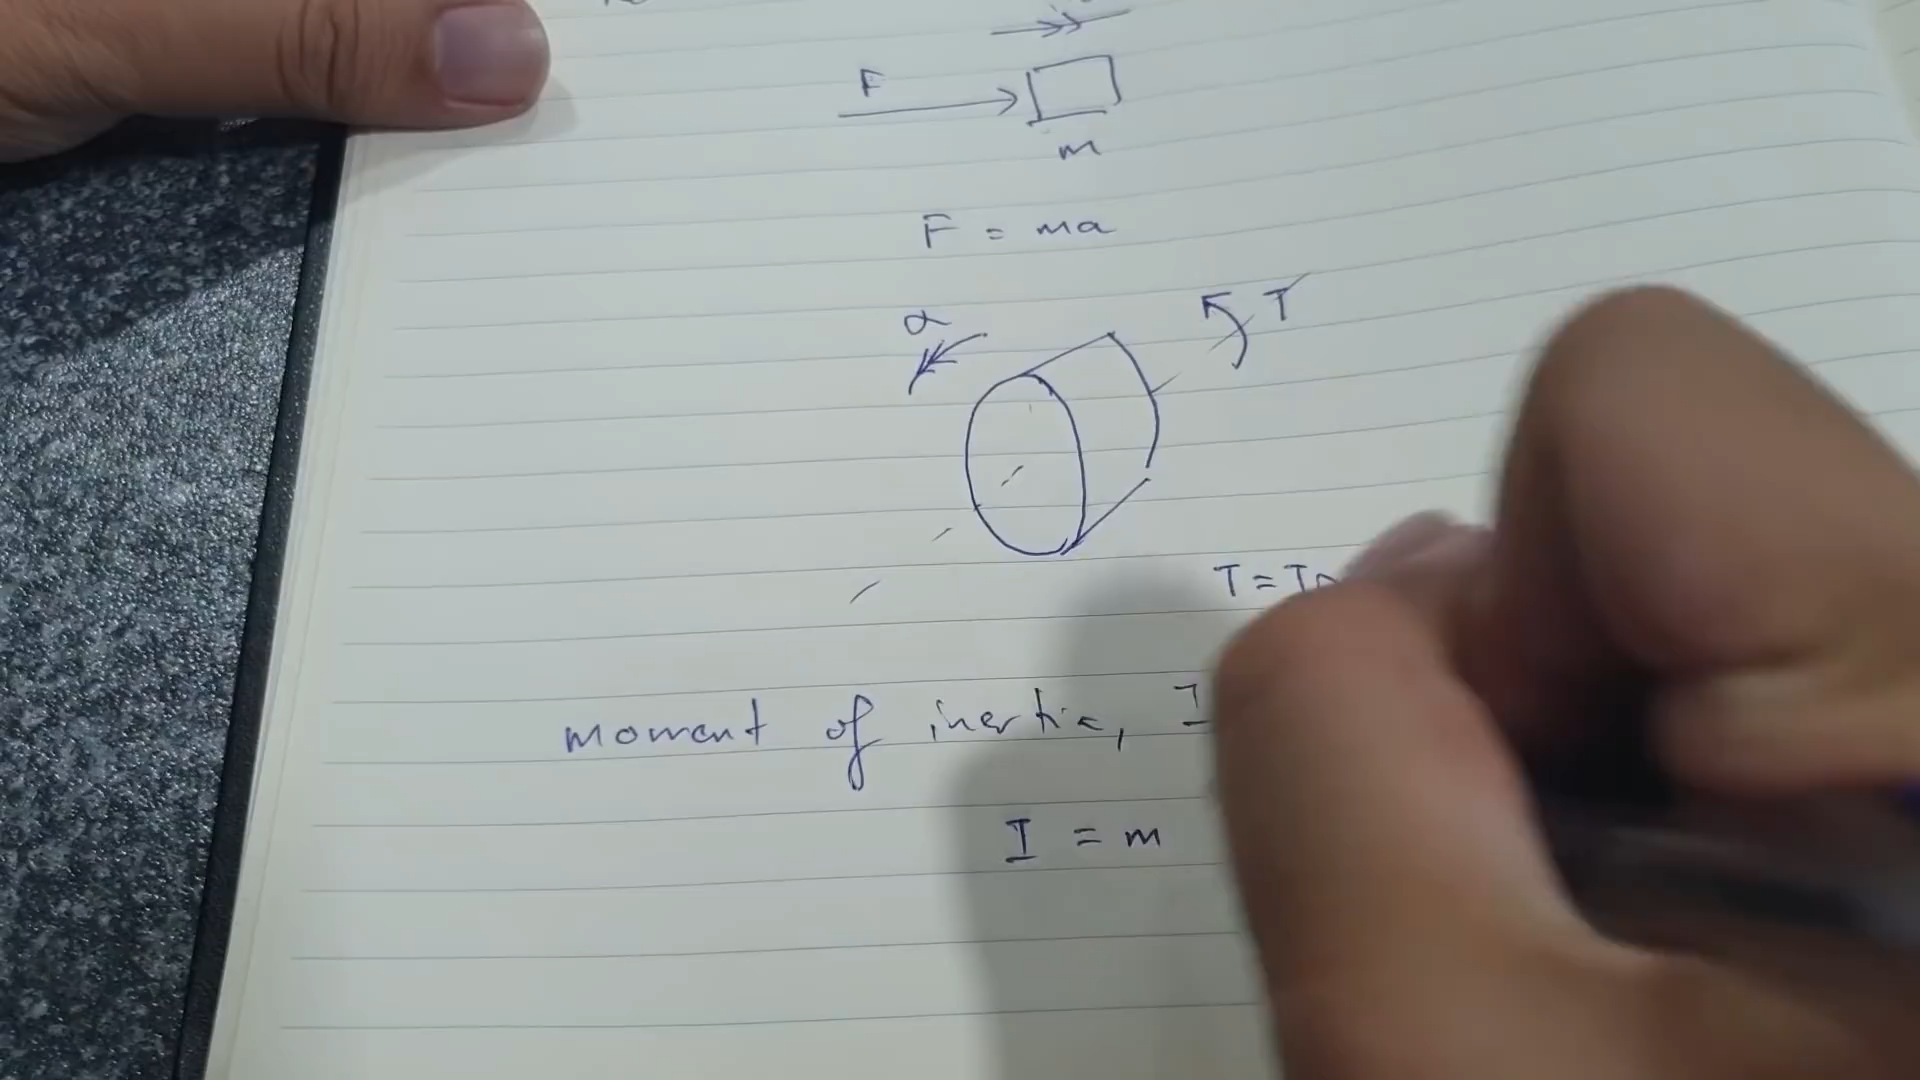 F
m
F = ma
α
T
T = I
moment of inertia, I
I = m